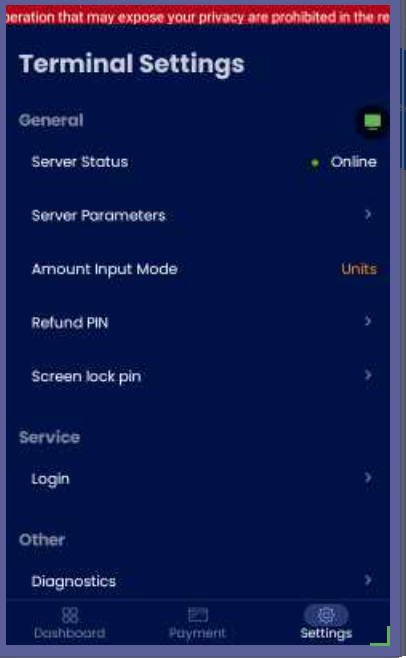 peration that may expose your privacy are prohibited in the re
Terminal Settings
General
Server Status Online
Server Parameters
Amount Input Mode Units
Refund PIN
Screen lock pin
Service
Login
Other
Diagnostics
Dashboard Payment Settings